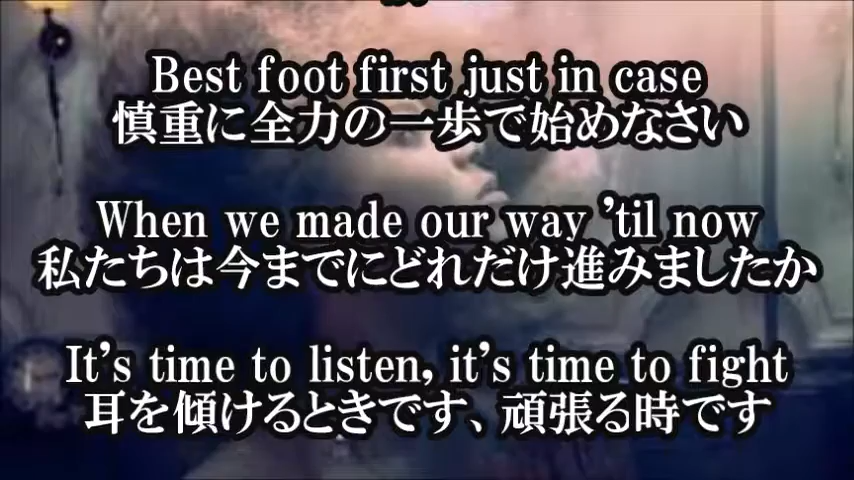 Best foot first just in case
慎重に全力の一歩で始めなさい
When we made our way ’til now
私たちは今までにどれだけ進みましたか
It’s time to listen, it’s time to fight
耳を傾けるときです、頑張る時です